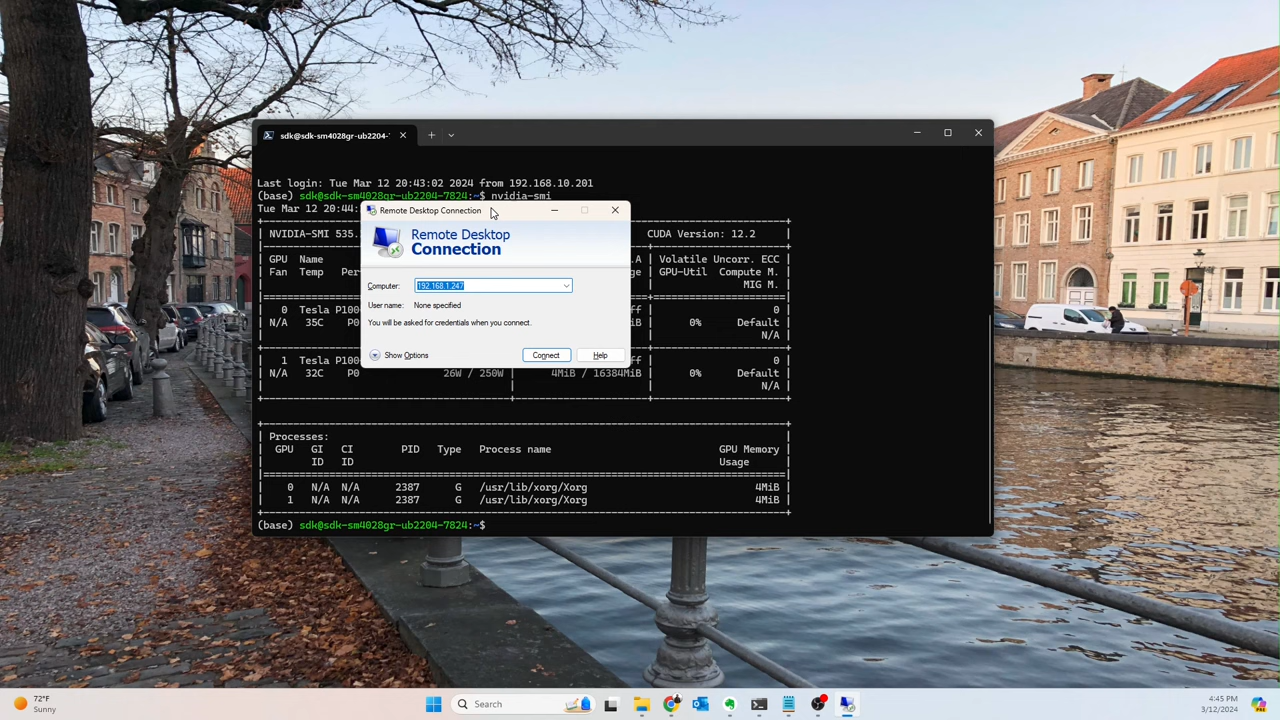 sdk@sdk-sm4028gr-ub2204-
Last login: Tue Mar 12 20:43:02 2024 from 192.168.10.201
(base) sdk@sdk-sm4028gr-ub2204-7824:~$ nvidia-smi
Tue Mar 12 20:44:
Remote Desktop Connection
Remote Desktop
Connection
Computer: 192.168.1.247
User name: None specified
You will be asked for credentials when you connect.
Show Options Connect Help
NVIDIA-SMI 535. CUDA Version: 12.2
GPU Name .A Volatile Uncorr. ECC
Fan Temp Per ge GPU-Util Compute M.
MIG M.
0 Tesla P100 ff 0
N/A 35C P0 0% Default
N/A
1 Tesla P100 ff 0
N/A 32C P0 26W / 250W 4MiB / 16384MiB 0% Default
N/A
Processes:
GPU GI CI PID Type Process name GPU Memory
ID ID Usage
0 N/A N/A 2387 G /usr/lib/xorg/Xorg 4MiB
1 N/A N/A 2387 G /usr/lib/xorg/Xorg 4MiB
(base) sdk@sdk-sm4028gr-ub2204-7824:~$
72°F
Sunny
Search
4:45 PM
3/12/2024